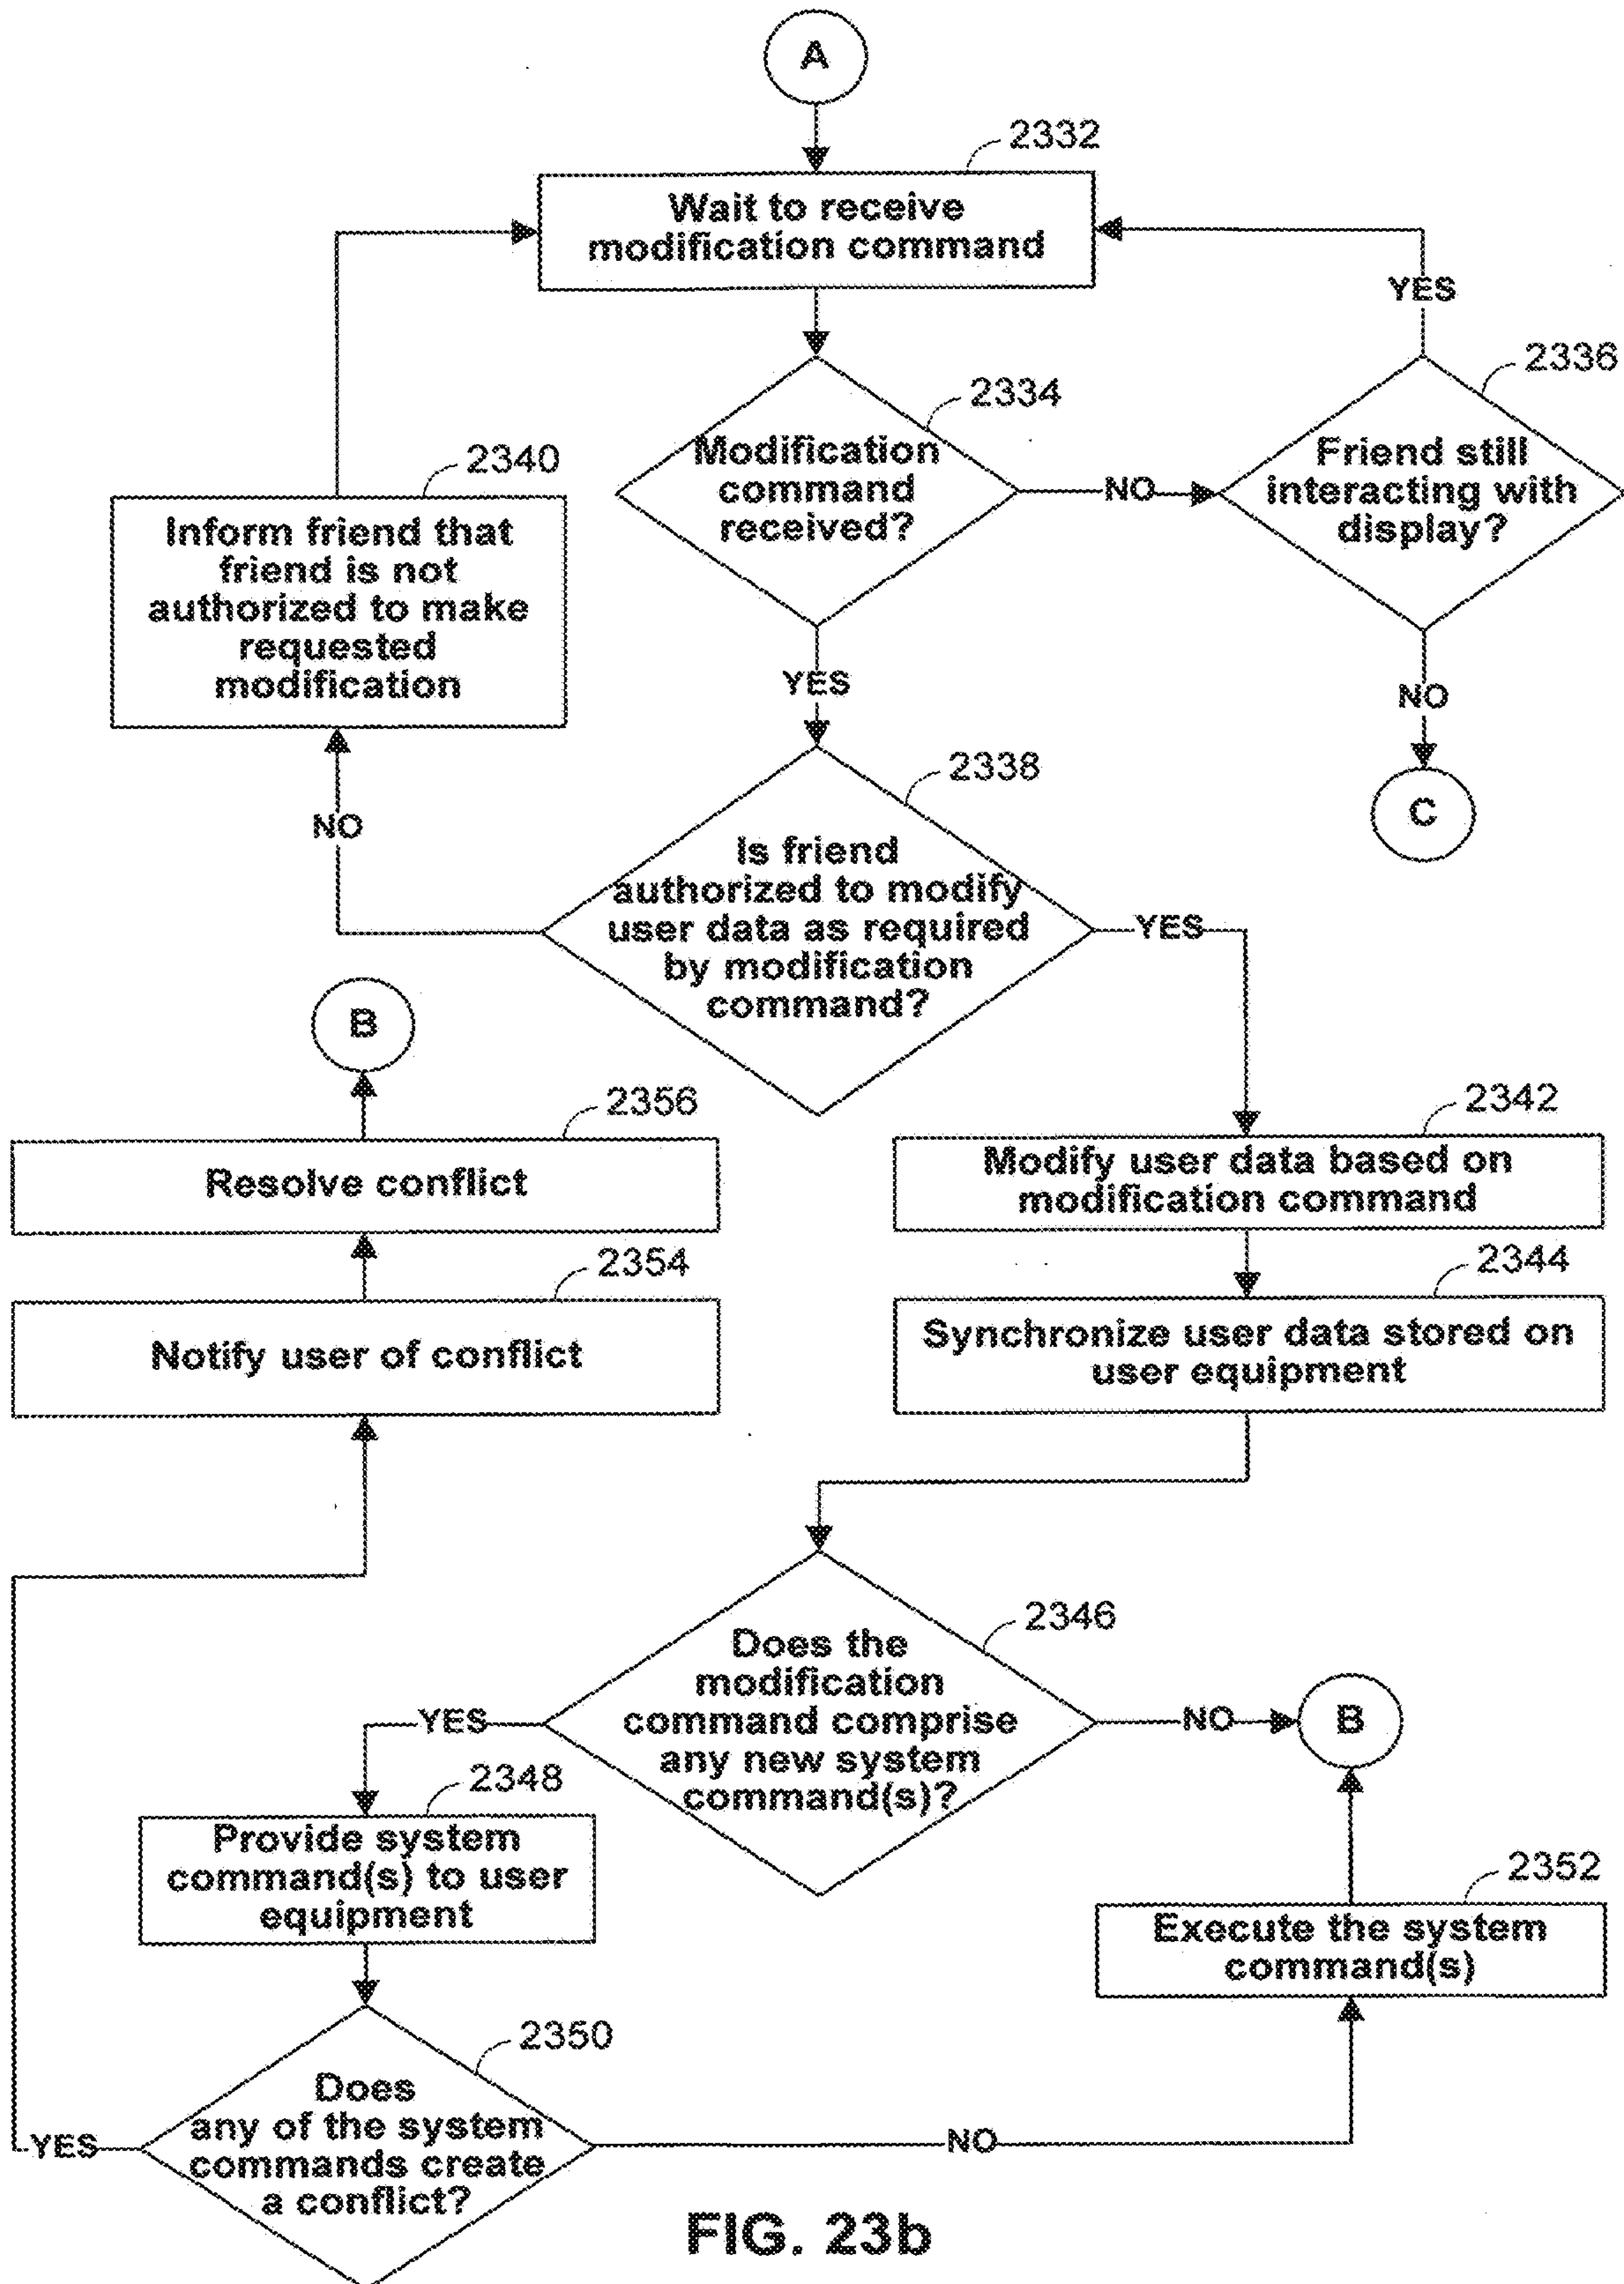 A
2332
Wait to receive
modification command
YES
2336
2334
Modification
command
received?
NO
Friend still
interacting with
display?
2340
Inform friend that
friend is not
authorized to make
requested
modification
YES
NO
C
2338
NO
Is friend
authorized to modify
user data as required
by modification
command?
YES
B
2356
Resolve conflict
2342
Modify user data based on
modification command
2354
Notify user of conflict
2344
Synchronize user data stored on
user equipment
2346
Does the
modification
command comprise
any new system
command(s)?
YES
NO
B
2348
Provide system
command(s) to user
equipment
2352
Execute the system
command(s)
2350
Does
any of the system
commands create
a conflict?
YES
NO
FIG. 23b